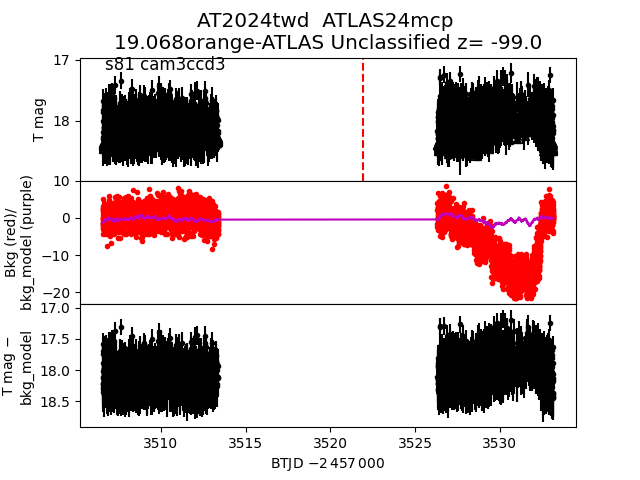 AT2024twd  ATLAS24mcp
19.068orange-ATLAS Unclassified z= -99.0
s81 cam3ccd3
17
18
T mag
10
0
−10
−20
Bkg (red)/
bkg_model (purple)
17.0
17.5
18.0
18.5
T mag −
bkg_model
3510 3515 3520 3525 3530
BTJD −2 457 000